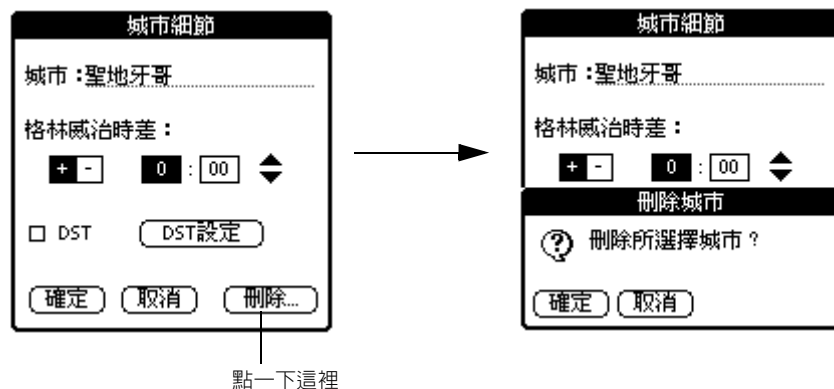 城市細節
城市：聖地牙哥
格林威治時差：
+ - 0 : 00
DST DST設定
確定 取消 刪除...
點一下這裡
城市細節
城市：聖地牙哥
格林威治時差：
+ - 0 : 00
刪除城市
刪除所選擇城市？
確定 取消